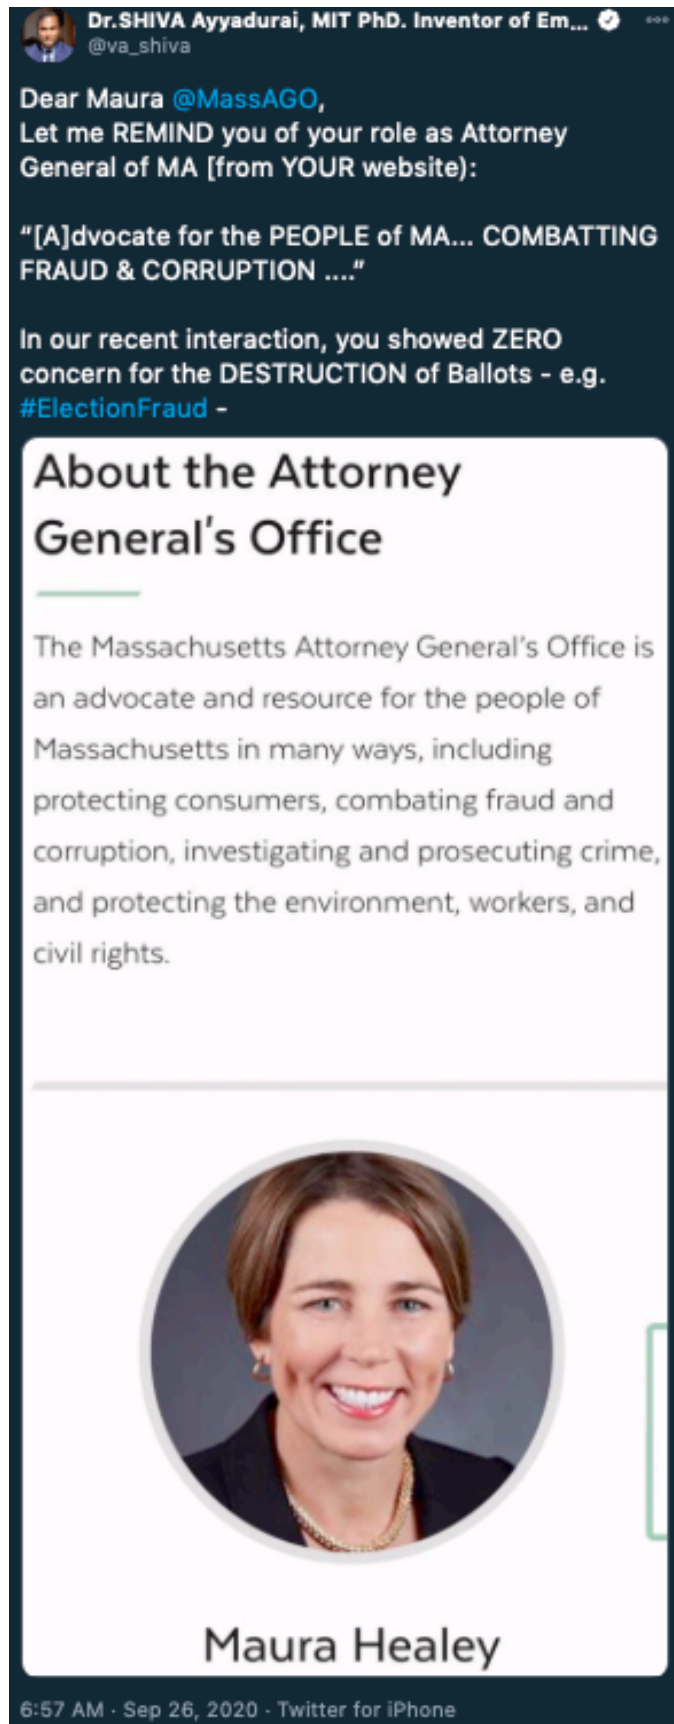 Dr.SHIVA Ayyadurai, MIT PhD. Inventor of Em...
@va_shiva
Dear Maura @MassAGO,
Let me REMIND you of your role as Attorney
General of MA [from YOUR website):
“[A]dvocate for the PEOPLE of MA... COMBATTING
FRAUD & CORRUPTION ....”
In our recent interaction, you showed ZERO
concern for the DESTRUCTION of Ballots - e.g.
#ElectionFraud -
About the Attorney
General's Office
The Massachusetts Attorney General's Office is
an advocate and resource for the people of
Massachusetts in many ways, including
protecting consumers, combating fraud and
corruption, investigating and prosecuting crime,
and protecting the environment, workers, and
civil rights.
Maura Healey
6:57 AM · Sep 26, 2020 · Twitter for iPhone